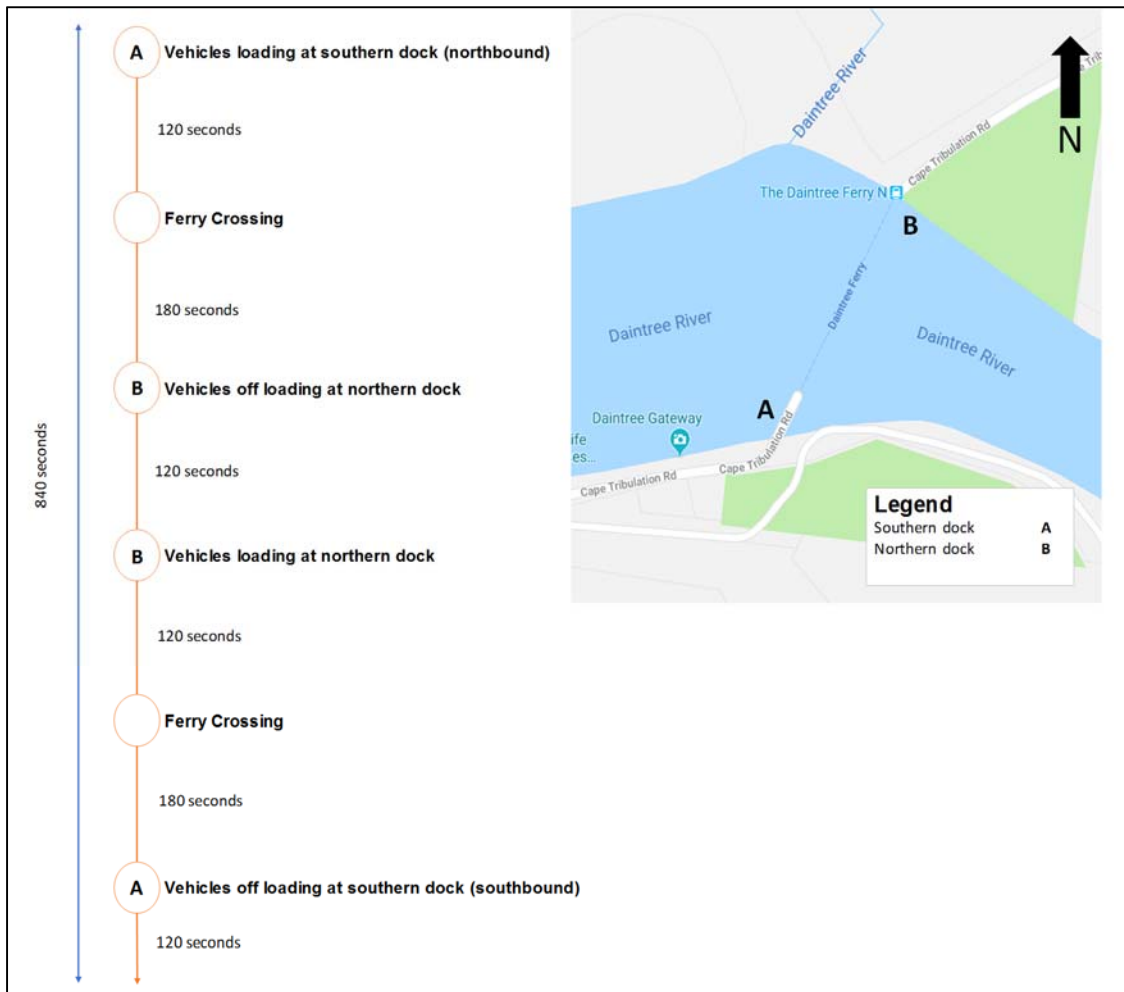 A Vehicles loading at southern dock (northbound)
120 seconds
Ferry Crossing
180 seconds
B Vehicles off loading at northern dock
120 seconds
840 seconds
B Vehicles loading at northern dock
120 seconds
Ferry Crossing
180 seconds
A Vehicles off loading at southern dock (southbound)
120 seconds
Daintree River
e Trib
Cape Tribulation Rd
N
The Daintree Ferry N
B
Daintree Ferry
Daintree River
Daintree River
A
Daintree Gateway
ife
es...
Cape Tribulation Rd
Cape Tribulation Rd
Legend
Southern dock A
Northern dock B